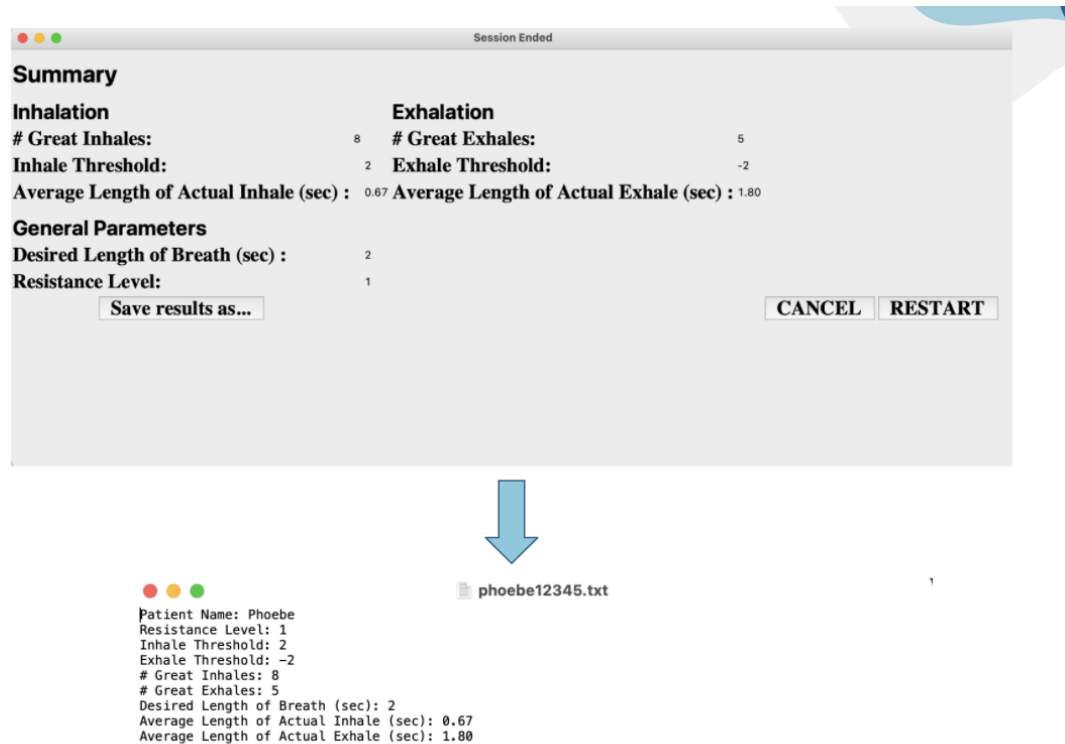 Session Ended
Summary
Inhalation Exhalation
# Great Inhales: 8 # Great Exhales: 5
Inhale Threshold: 2 Exhale Threshold: -2
Average Length of Actual Inhale (sec) : 0.67 Average Length of Actual Exhale (sec) : 1.80
General Parameters
Desired Length of Breath (sec) : 2
Resistance Level: 1
Save results as... CANCEL RESTART
phoebe12345.txt
Patient Name: Phoebe
Resistance Level: 1
Inhale Threshold: 2
Exhale Threshold: -2
# Great Inhales: 8
# Great Exhales: 5
Desired Length of Breath (sec): 2
Average Length of Actual Inhale (sec): 0.67
Average Length of Actual Exhale (sec): 1.80